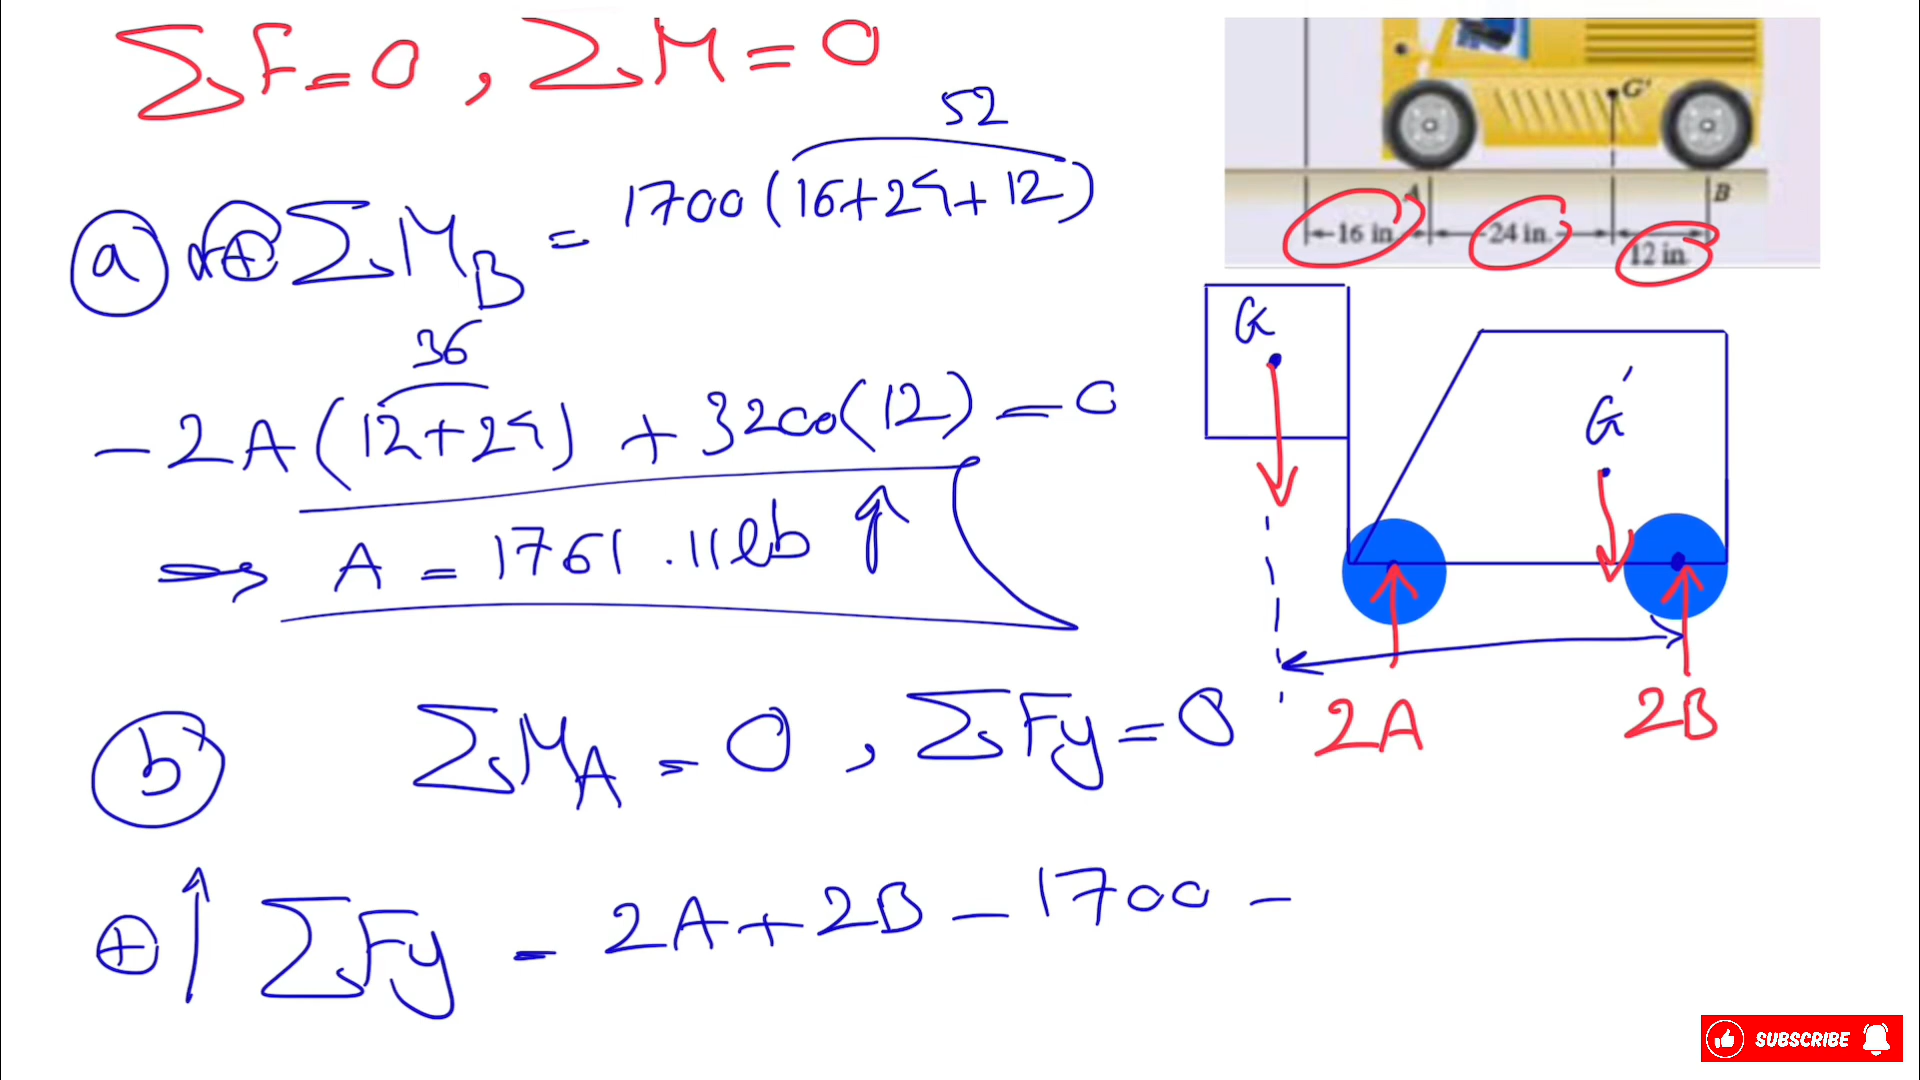 ΣF=0, ΣM=0
52
ⓐ ⊕ ΣM_B = 1700(16+24+12)
36
-2A(12+24) + 3200(12) = 0
⇒ A = 1761.11lb ↑
ⓑ ΣM_A = 0, ΣFy = 0
⊕↑ ΣFy = 2A+2B-1700-
G'
A
B
16 in.
24 in.
12 in.
G
G'
2A
2B
SUBSCRIBE